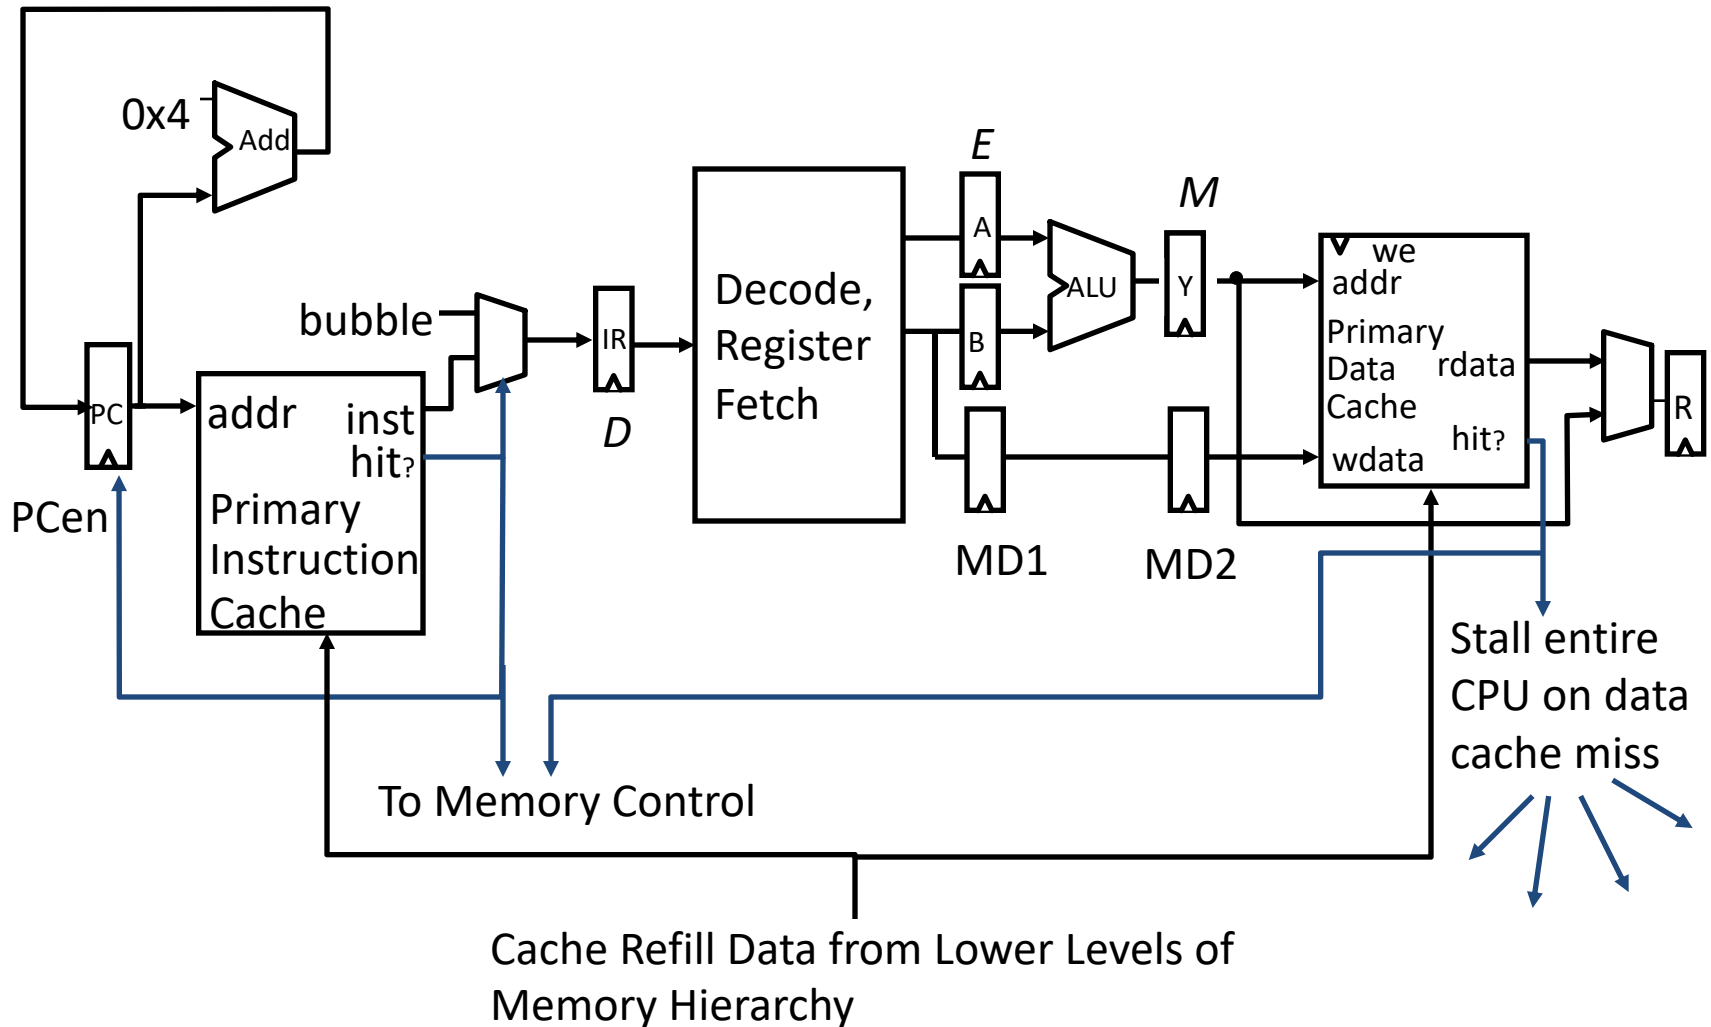 0x4
Add
E
M
A
we
addr
Decode,
Register
Fetch
ALU
Y
bubble
IR
B
Primary
Data
Cache
rdata
hit?
wdata
R
PC
addr
inst
hit?
D
PCen
Primary
Instruction
Cache
MD1
MD2
Stall entire
CPU on data
cache miss
To Memory Control
Cache Refill Data from Lower Levels of
Memory Hierarchy